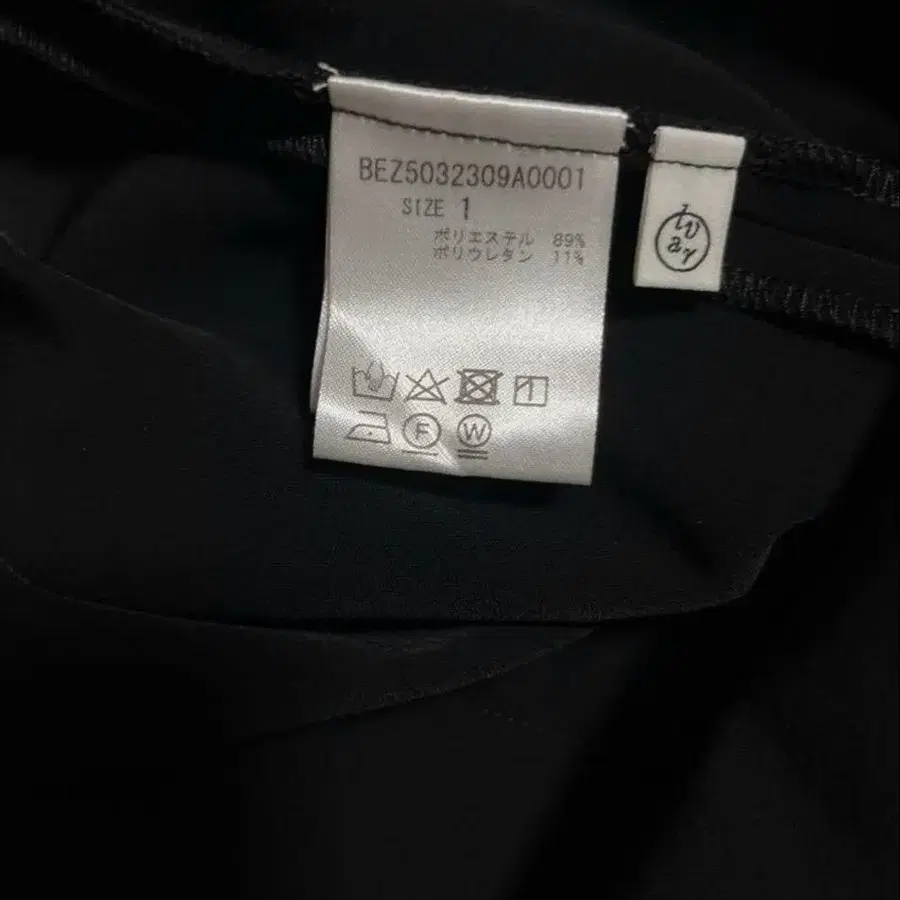 BEZ5032309A0001
SIZE 1
ポリエステル 89%
ポリウレタン 11%
F
W